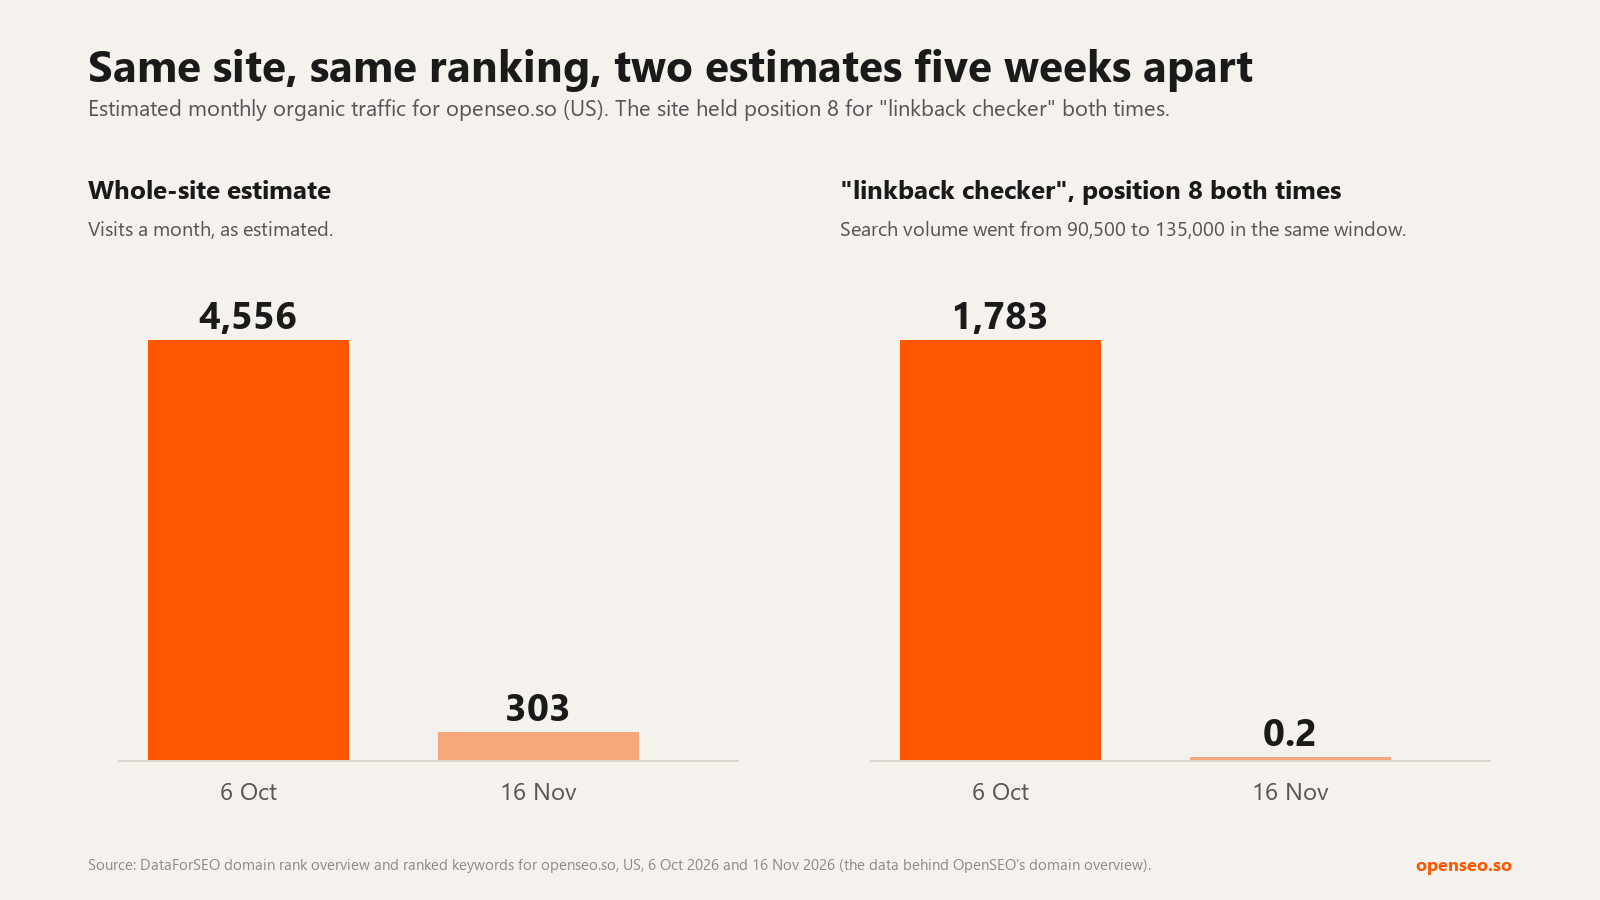 Same site, same ranking, two estimates five weeks apart
Estimated monthly organic traffic for openseo.so (US). The site held position 8 for "linkback checker" both times.
Whole-site estimate
Visits a month, as estimated.
4,556
303
6 Oct
16 Nov
"linkback checker", position 8 both times
Search volume went from 90,500 to 135,000 in the same window.
1,783
0.2
6 Oct
16 Nov
Source: DataForSEO domain rank overview and ranked keywords for openseo.so, US, 6 Oct 2026 and 16 Nov 2026 (the data behind OpenSEO's domain overview).
openseo.so